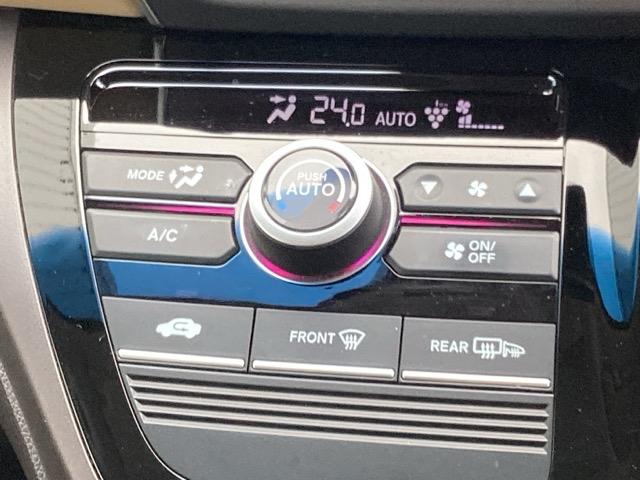 24.0 AUTO
MODE
PUSH
AUTO
A/C
ON/
OFF
FRONT
REAR